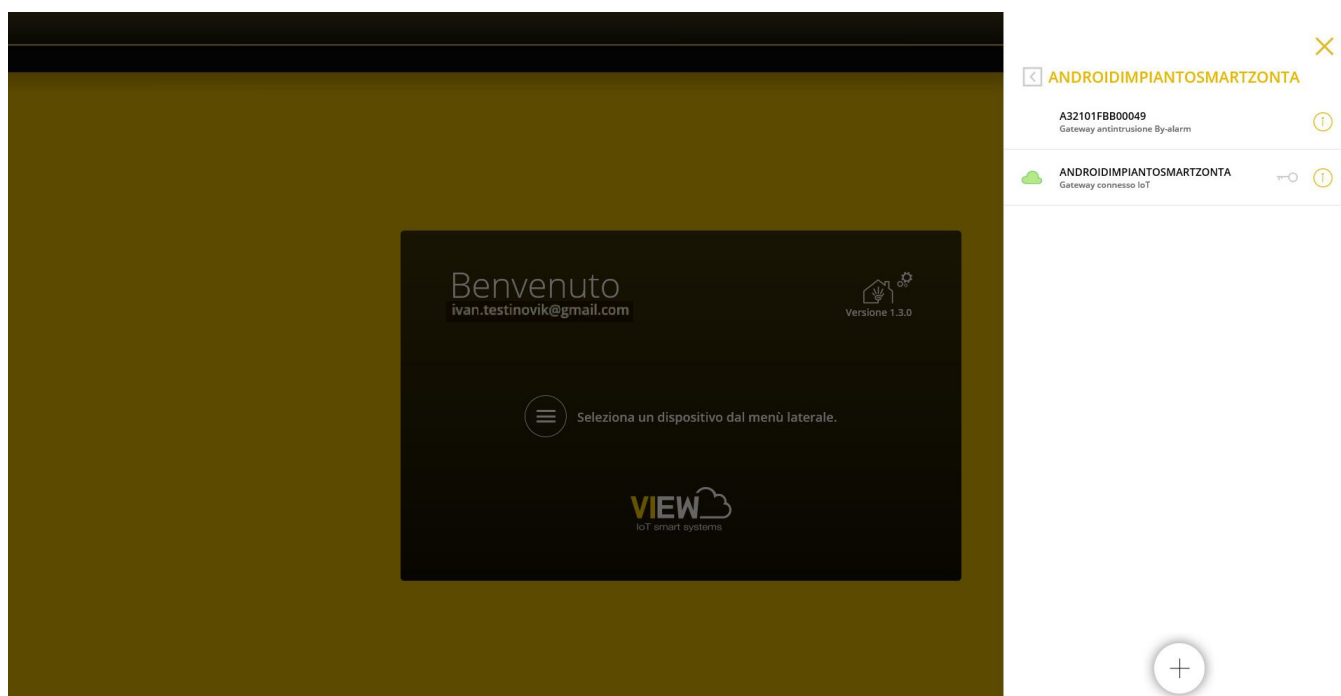 ANDROIDIMPIANTOSMARTZONTA
A32101FBB00049
Gateway antintrusione By-alarm
ANDROIDIMPIANTOSMARTZONTA
Gateway connesso IoT
Benvenuto
ivan.testinovik@gmail.com
Versione 1.3.0
Seleziona un dispositivo dal menù laterale.
VIEW
IoT smart systems